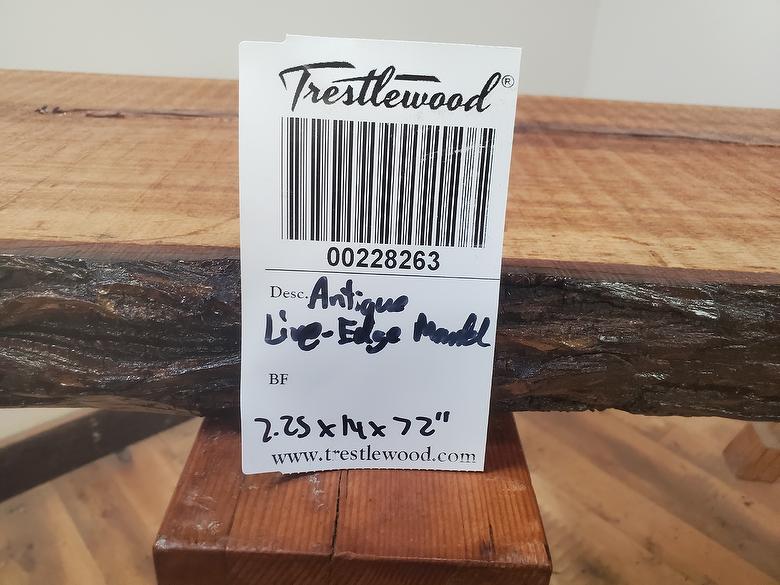 Trestlewood®
00228263
Desc. Antique
Live-Edge Mantel
BF
2.25 x 14 x 72"
www.trestlewood.com